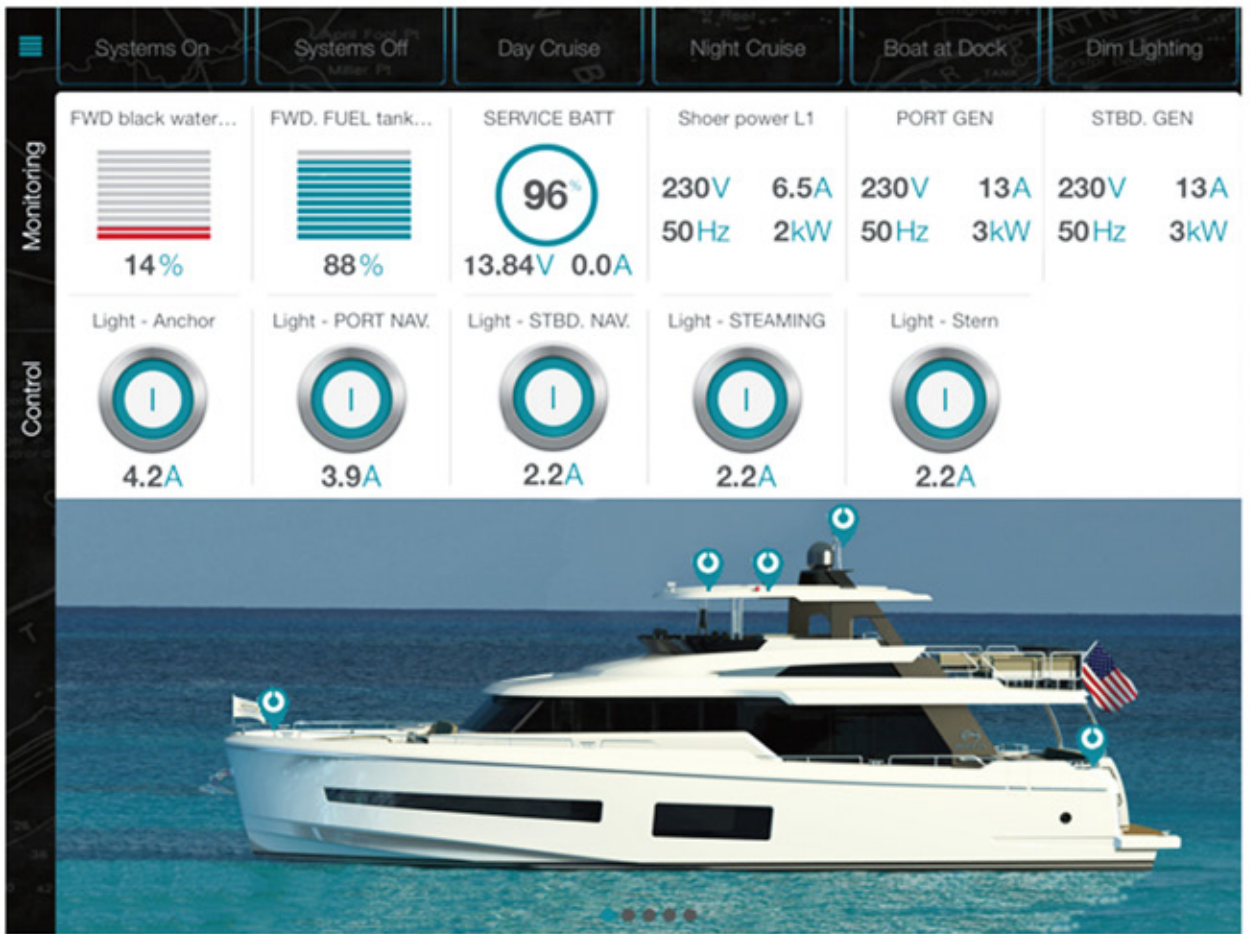 Systems On
Systems Off
Day Cruise
Night Cruise
Boat at Dock
Dim Lighting
Monitoring
FWD black water...
FWD. FUEL tank...
SERVICE BATT
Shoer power L1
PORT GEN
STBD. GEN
14%
88%
96%
13.84V 0.0A
230V 6.5A
50Hz 2kW
230V 13A
50Hz 3kW
230V 13A
50Hz 3kW
Control
Light - Anchor
Light - PORT NAV.
Light - STBD. NAV.
Light - STEAMING
Light - Stern
4.2A
3.9A
2.2A
2.2A
2.2A